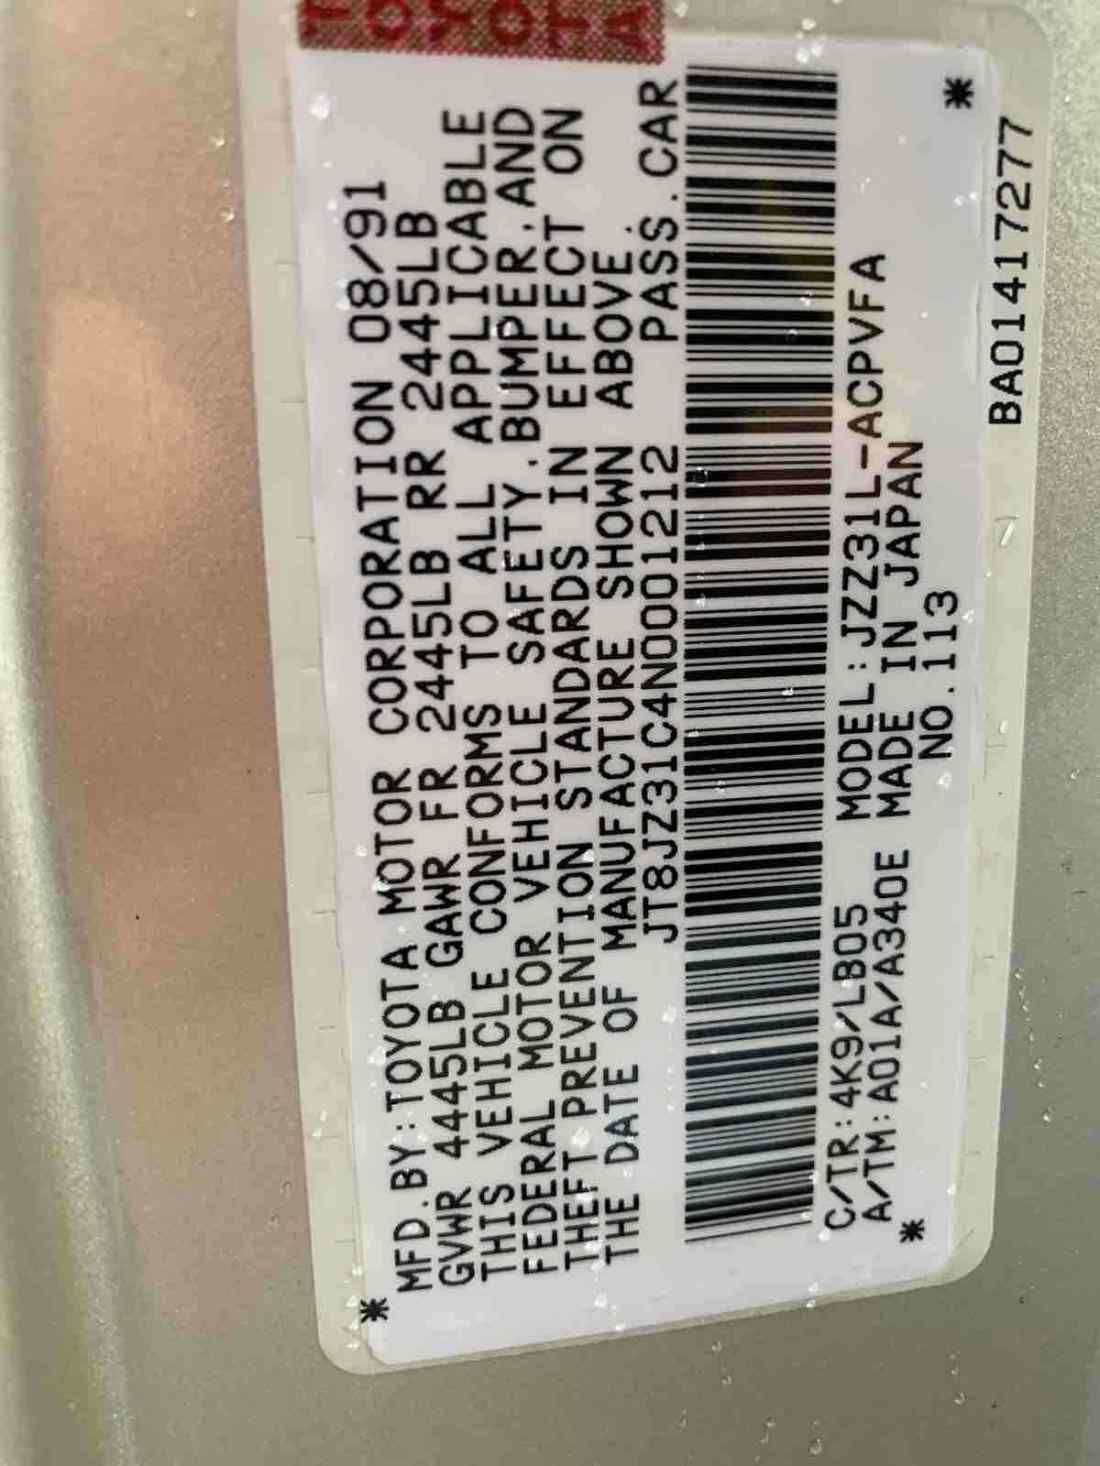 TOYOTA
MFD.BY:TOYOTA MOTOR CORPORATION 08/91
GVWR 4445LB GAWR FR 2445LB RR 2445LB
THIS VEHICLE CONFORMS TO ALL APPLICABLE
FEDERAL MOTOR VEHICLE SAFETY,BUMPER,AND
THEFT PREVENTION STANDARDS IN EFFECT ON
THE DATE OF MANUFACTURE SHOWN ABOVE.
JT8JZ31C4N0001212 PASS.CAR
C/TR:4K9/LB05 MODEL:JZZ31L-ACPVFA
A/TM:A01A/A340E MADE IN JAPAN
NO.113
BA01417277